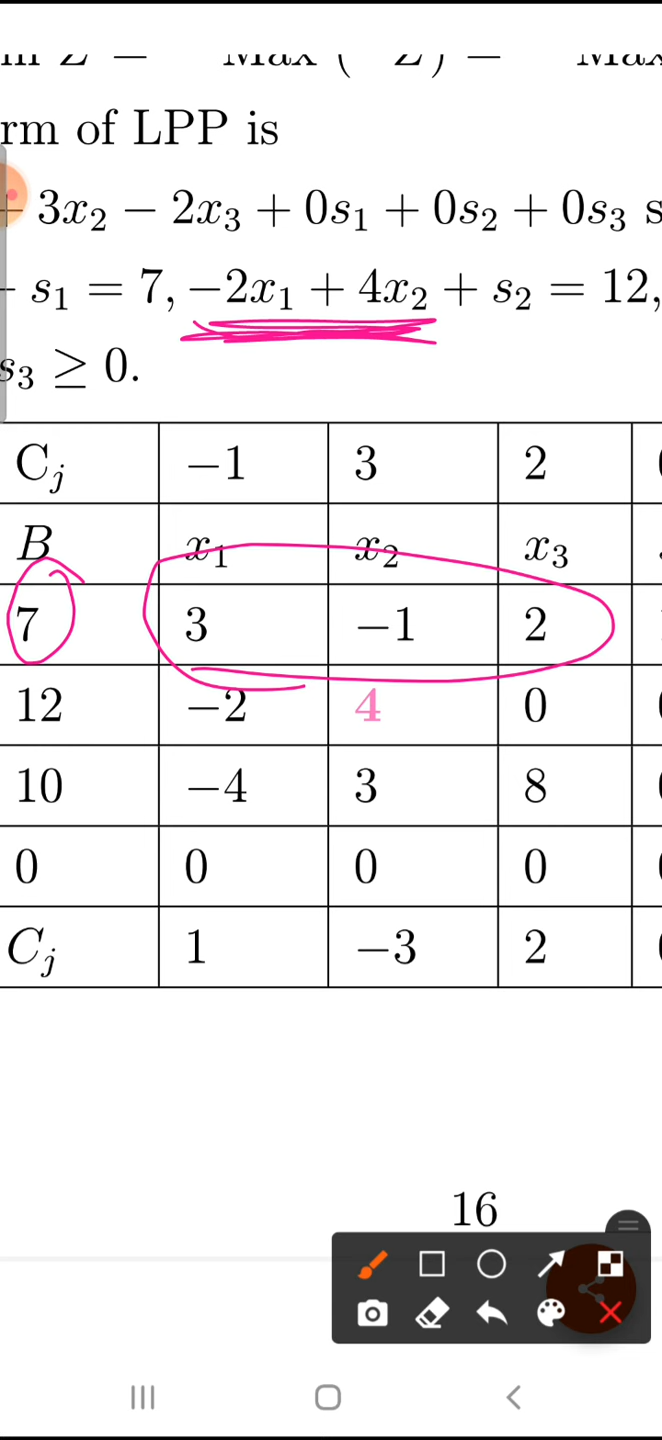 rm of LPP is
3x₂ − 2x₃ + 0s₁ + 0s₂ + 0s₃ s
s₁ = 7, −2x₁ + 4x₂ + s₂ = 12,
s₃ ≥ 0.
Cⱼ −1 3 2
B x₁ x₂ x₃
7 3 −1 2
12 −2 4 0
10 −4 3 8
0 0 0 0
Cⱼ 1 −3 2
16